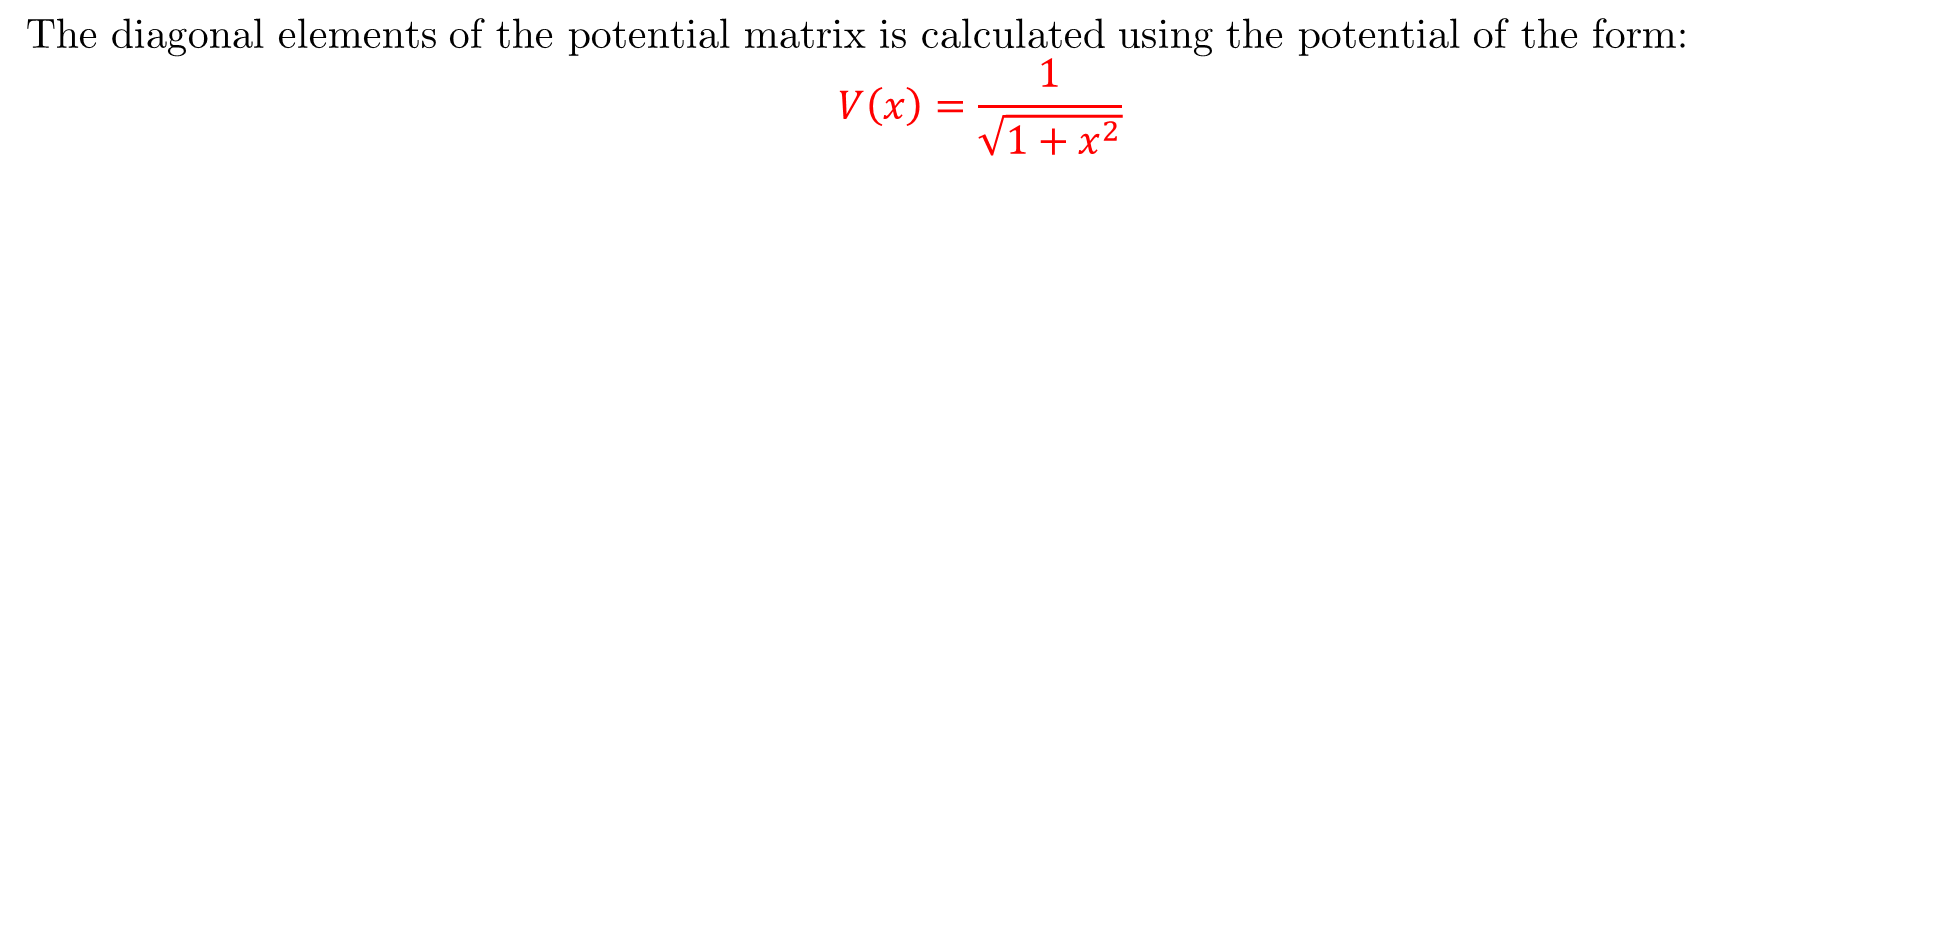 The diagonal elements of the potential matrix is calculated using the potential of the form:
V(x) = 1 / √(1 + x²)